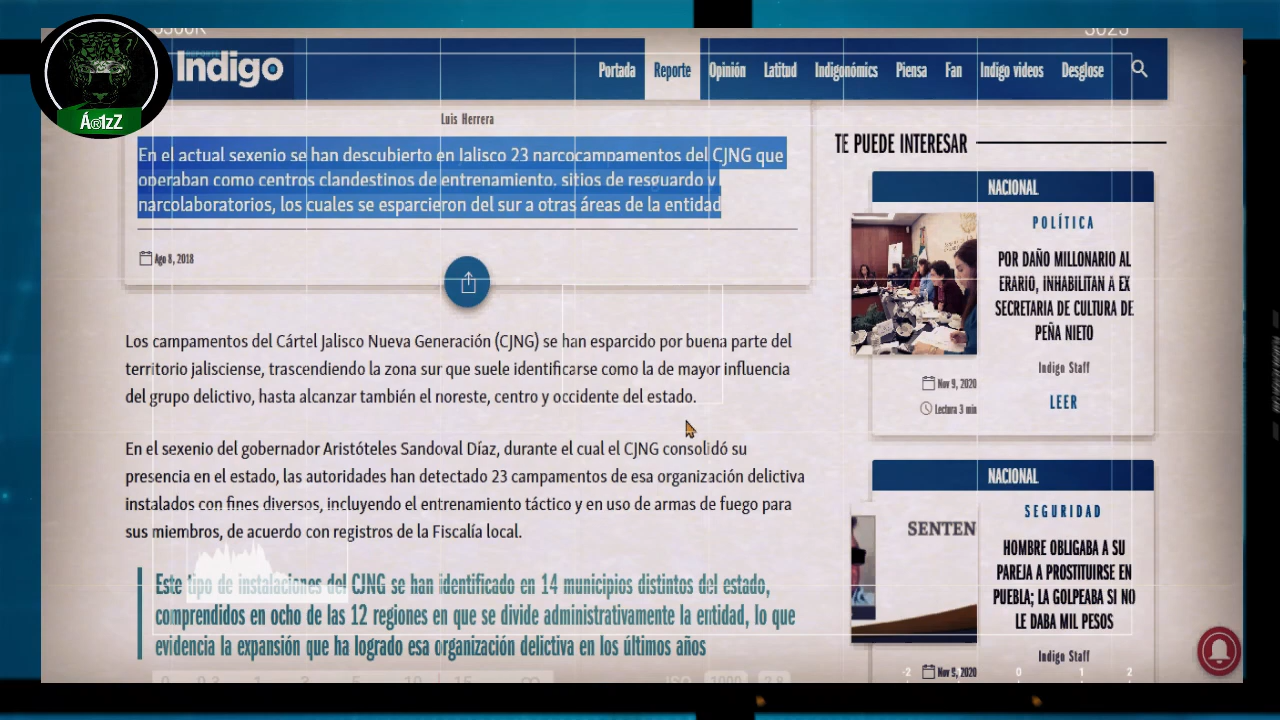 5500K
3025
REPORTE
Indigo
Portada Reporte Opinión Latitud Indigonómics Piensa Fan Indigo videos Desglose
Á®1zZ
Luis Herrera
En el actual sexenio se han descubierto en Jalisco 23 narcocampamentos del CJNG que
operaban como centros clandestinos de entrenamiento, sitios de resguardo y
narcolaboratorios, los cuales se esparcieron del sur a otras áreas de la entidad
Ago 8, 2018
Los campamentos del Cártel Jalisco Nueva Generación (CJNG) se han esparcido por buena parte del
territorio jalisciense, trascendiendo la zona sur que suele identificarse como la de mayor influencia
del grupo delictivo, hasta alcanzar también el noreste, centro y occidente del estado.
En el sexenio del gobernador Aristóteles Sandoval Díaz, durante el cual el CJNG consolidó su
presencia en el estado, las autoridades han detectado 23 campamentos de esa organización delictiva
instalados con fines diversos, incluyendo el entrenamiento táctico y en uso de armas de fuego para
sus miembros, de acuerdo con registros de la Fiscalía local.
Este tipo de instalaciones del CJNG se han identificado en 14 municipios distintos del estado,
comprendidos en ocho de las 12 regiones en que se divide administrativamente la entidad, lo que
evidencia la expansión que ha logrado esa organización delictiva en los últimos años
TE PUEDE INTERESAR
NACIONAL
POLÍTICA
POR DAÑO MILLONARIO AL
ERARIO, INHABILITAN A EX
SECRETARIA DE CULTURA DE
PEÑA NIETO
Indigo Staff
Nov 9, 2020
Lectura 3 min
LEER
NACIONAL
SENTEN
SEGURIDAD
HOMBRE OBLIGABA A SU
PAREJA A PROSTITUIRSE EN
PUEBLA; LA GOLPEABA SI NO
LE DABA MIL PESOS
Indigo Staff
Nov 8, 2020
-2 0 1 2